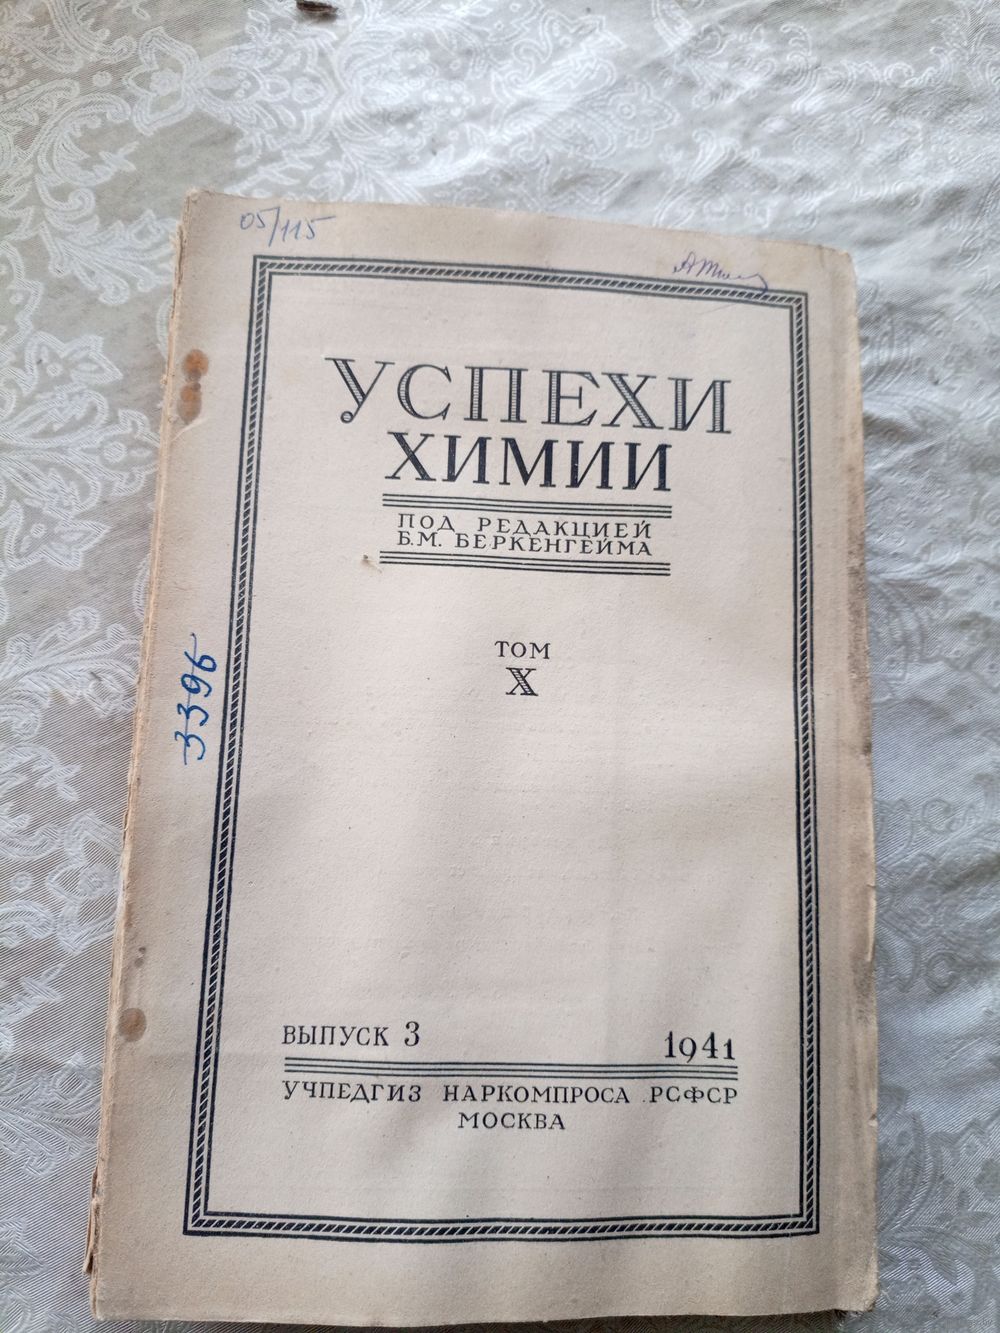 05/115
УСПЕХИ
ХИМИИ
ПОД РЕДАКЦИЕЙ
Б.М. БЕРКЕНГЕЙМА
ТОМ
X
3396
ВЫПУСК 3
1941
УЧПЕДГИЗ НАРКОМПРОСА РСФСР
МОСКВА